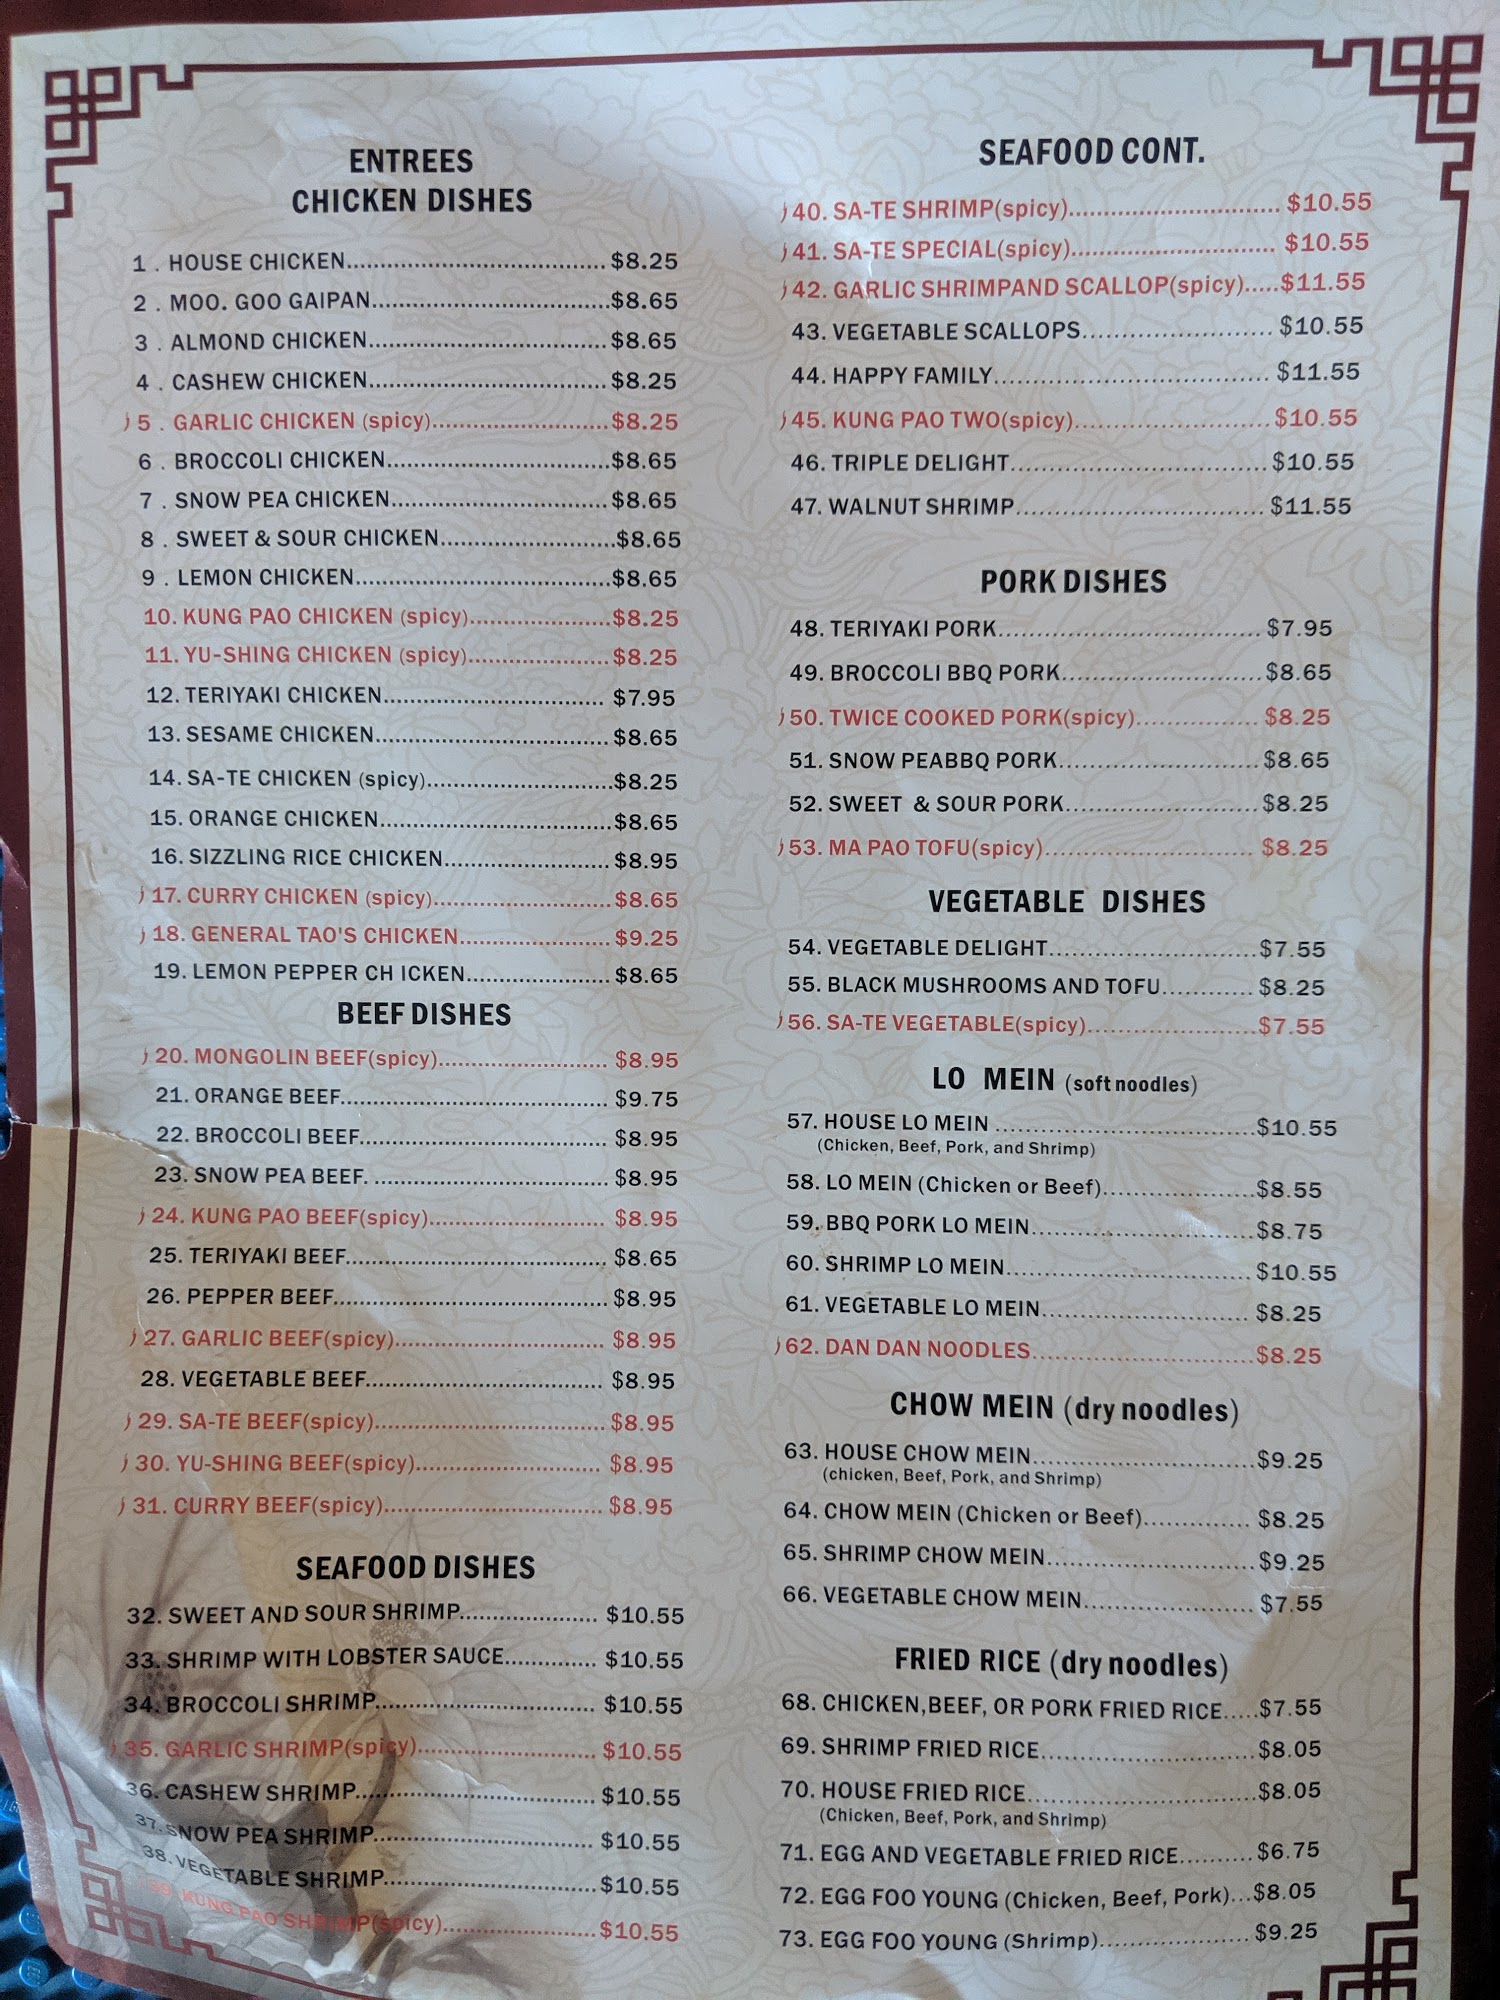 ENTREES
CHICKEN DISHES
1 . HOUSE CHICKEN.................................... $8.25
2 . MOO. GOO GAIPAN.................................$8.65
3 . ALMOND CHICKEN.................................$8.65
4 . CASHEW CHICKEN.................................$8.25
5 . GARLIC CHICKEN (spicy).........................$8.25
6 . BROCCOLI CHICKEN...............................$8.65
7 . SNOW PEA CHICKEN..............................$8.65
8 . SWEET & SOUR CHICKEN........................$8.65
9 . LEMON CHICKEN...................................$8.65
10. KUNG PAO CHICKEN (spicy)....................$8.25
11. YU-SHING CHICKEN (spicy)....................$8.25
12. TERIYAKI CHICKEN............................... $7.95
13. SESAME CHICKEN.................................$8.65
14. SA-TE CHICKEN (spicy)..........................$8.25
15. ORANGE CHICKEN.................................$8.65
16. SIZZLING RICE CHICKEN.......................$8.95
17. CURRY CHICKEN (spicy).........................$8.65
18. GENERAL TAO'S CHICKEN..................... $9.25
19. LEMON PEPPER CH ICKEN.................... $8.65
BEEF DISHES
20. MONGOLIN BEEF(spicy)........................ $8.95
21. ORANGE BEEF...................................... $9.75
22. BROCCOLI BEEF................................... $8.95
23. SNOW PEA BEEF. ................................. $8.95
24. KUNG PAO BEEF(spicy)......................... $8.95
25. TERIYAKI BEEF..................................... $8.65
26. PEPPER BEEF.......................................$8.95
27. GARLIC BEEF(spicy).............................. $8.95
28. VEGETABLE BEEF.................................. $8.95
29. SA-TE BEEF(spicy)................................. $8.95
30. YU-SHING BEEF(spicy).......................... $8.95
31. CURRY BEEF(spicy)............................... $8.95
SEAFOOD DISHES
32. SWEET AND SOUR SHRIMP.................... $10.55
33. SHRIMP WITH LOBSTER SAUCE............. $10.55
34. BROCCOLI SHRIMP............................... $10.55
35. GARLIC SHRIMP(spicy)......................... $10.55
36. CASHEW SHRIMP.................................. $10.55
37. SNOW PEA SHRIMP............................... $10.55
38. VEGETABLE SHRIMP..............................$10.55
39. KUNG PAO SHRIMP(spicy)......................$10.55
SEAFOOD CONT.
40. SA-TE SHRIMP(spicy).............................. $10.55
41. SA-TE SPECIAL(spicy)............................. $10.55
42. GARLIC SHRIMPAND SCALLOP(spicy).....$11.55
43. VEGETABLE SCALLOPS........................ $10.55
44. HAPPY FAMILY.................................... $11.55
45. KUNG PAO TWO(spicy)......................... $10.55
46. TRIPLE DELIGHT.................................. $10.55
47. WALNUT SHRIMP................................. $11.55
PORK DISHES
48. TERIYAKI PORK................................... $7.95
49. BROCCOLI BBQ PORK..........................$8.65
50. TWICE COOKED PORK(spicy)............... $8.25
51. SNOW PEABBQ PORK..........................$8.65
52. SWEET & SOUR PORK.........................$8.25
53. MA PAO TOFU(spicy)........................... $8.25
VEGETABLE DISHES
54. VEGETABLE DELIGHT...........................$7.55
55. BLACK MUSHROOMS AND TOFU........... $8.25
56. SA-TE VEGETABLE(spicy)......................$7.55
LO MEIN (soft noodles)
57. HOUSE LO MEIN .................................$10.55
(Chicken, Beef, Pork, and Shrimp)
58. LO MEIN (Chicken or Beef)...................$8.55
59. BBQ PORK LO MEIN............................$8.75
60. SHRIMP LO MEIN................................ $10.55
61. VEGETABLE LO MEIN........................... $8.25
62. DAN DAN NOODLES............................$8.25
CHOW MEIN (dry noodles)
63. HOUSE CHOW MEIN............................$9.25
(chicken, Beef, Pork, and Shrimp)
64. CHOW MEIN (Chicken or Beef)............. $8.25
65. SHRIMP CHOW MEIN..........................$9.25
66. VEGETABLE CHOW MEIN..................... $7.55
FRIED RICE (dry noodles)
68. CHICKEN,BEEF, OR PORK FRIED RICE.....$7.55
69. SHRIMP FRIED RICE...........................$8.05
70. HOUSE FRIED RICE.............................$8.05
(Chicken, Beef, Pork, and Shrimp)
71. EGG AND VEGETABLE FRIED RICE.........$6.75
72. EGG FOO YOUNG (Chicken, Beef, Pork)...$8.05
73. EGG FOO YOUNG (Shrimp)...................$9.25